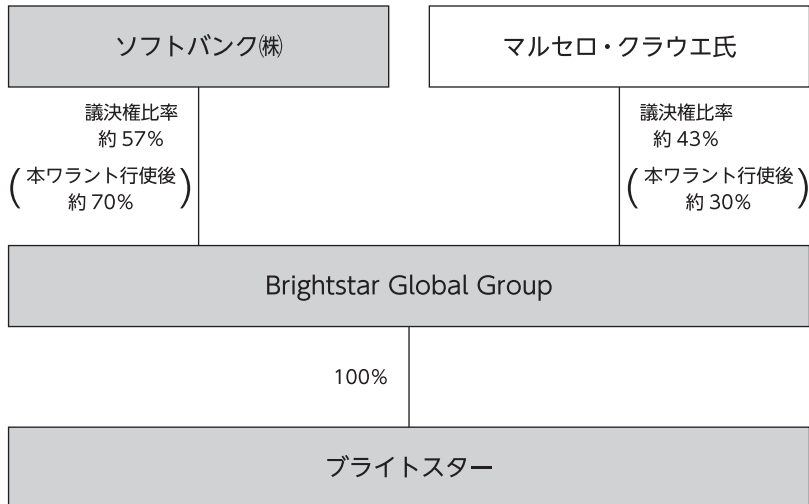 ソフトバンク㈱
マルセロ・クラウエ氏
議決権比率
約 57%
(本ワラント行使後
約 70%)
議決権比率
約 43%
(本ワラント行使後
約 30%)
Brightstar Global Group
100%
ブライトスター